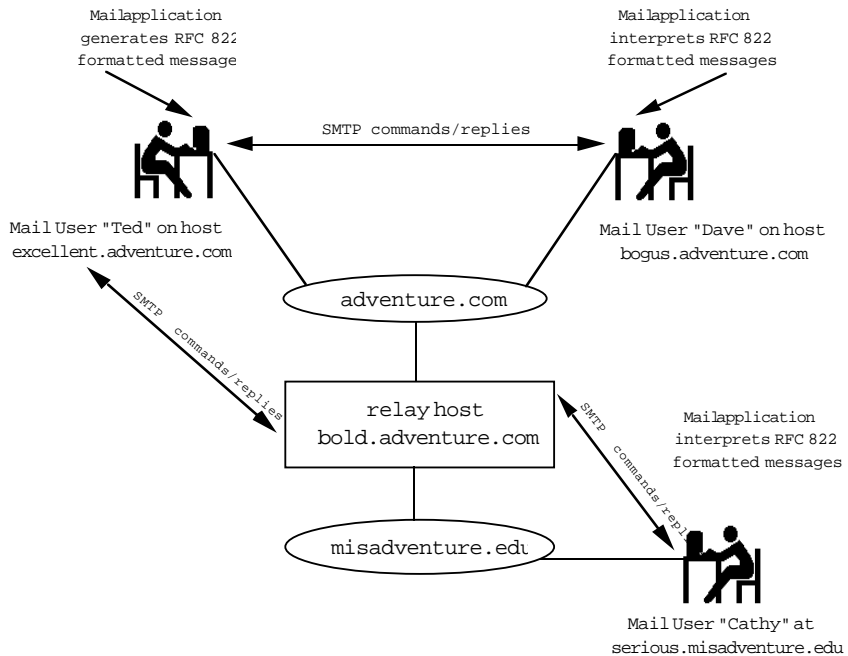 Mailapplication
generates RFC 822
formatted message
Mailapplication
interprets RFC 822
formatted messages
SMTP commands/replies
Mail User "Ted" on host
excellent.adventure.com
Mail User "Dave" on host
bogus.adventure.com
adventure.com
SMTP commands/replies
relay host
bold.adventure.com
SMTP commands/replie
Mailapplication
interprets RFC 822
formatted messages
misadventure.edu
Mail User "Cathy" at
serious.misadventure.edu